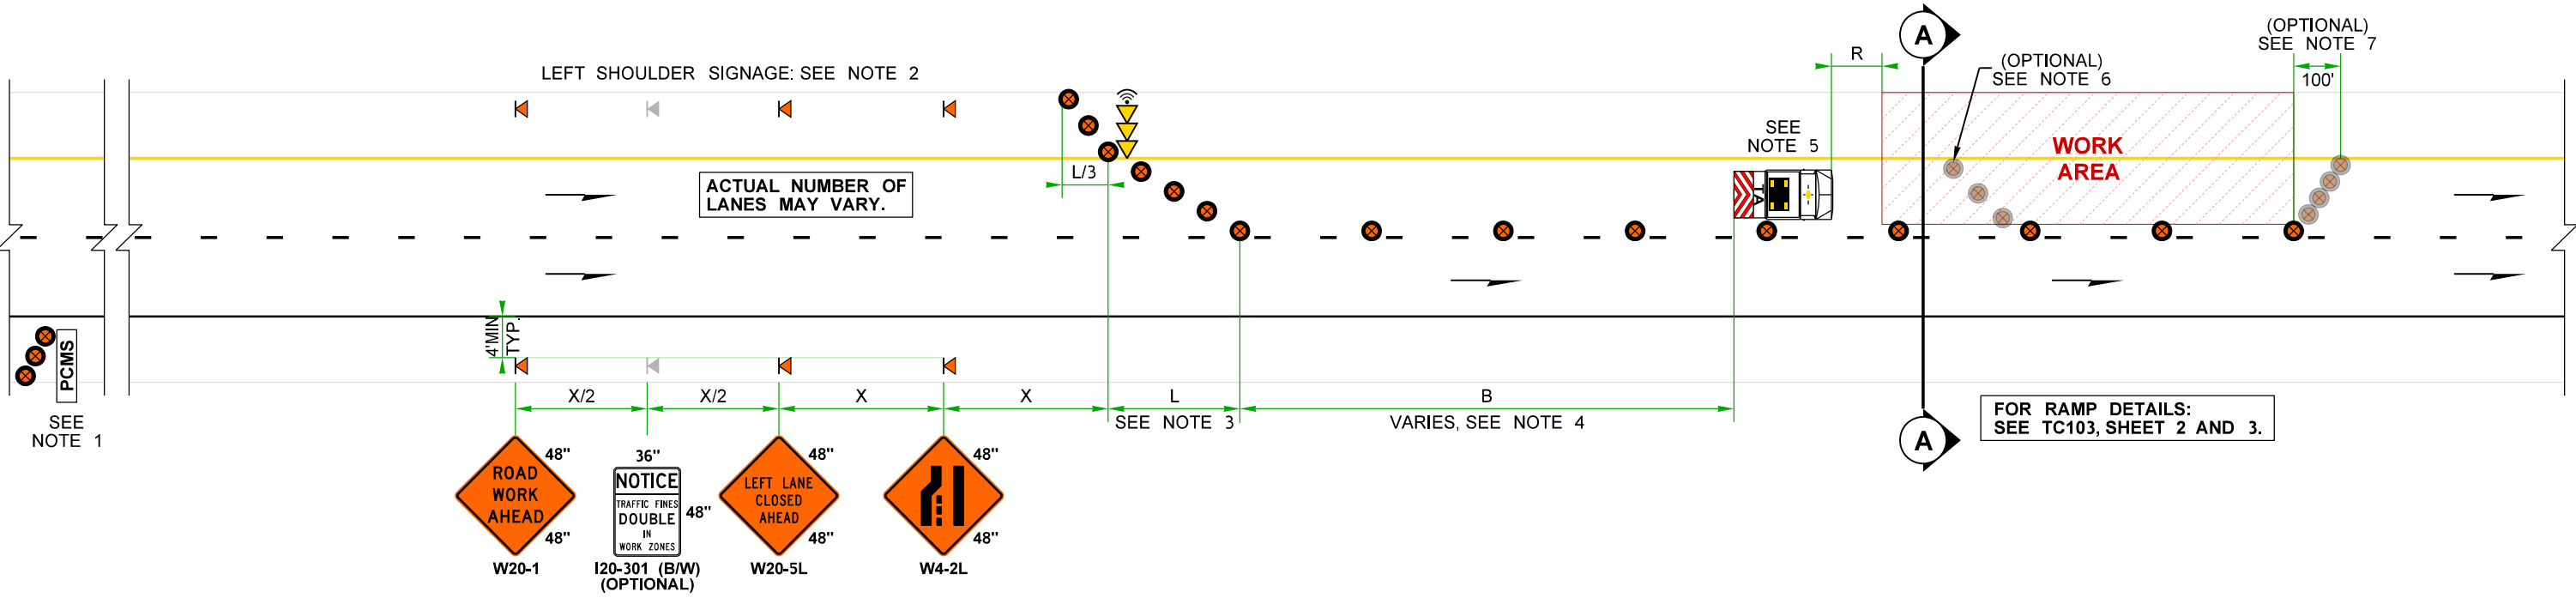 LEFT SHOULDER SIGNAGE: SEE NOTE 2
ACTUAL NUMBER OF
LANES MAY VARY.
L/3
SEE
NOTE 5
TA
R
A
(OPTIONAL)
SEE NOTE 6
WORK
AREA
(OPTIONAL)
SEE NOTE 7
100'
PCMS
SEE
NOTE 1
4'MIN
TYP.
X/2
X/2
X
X
L
SEE NOTE 3
B
VARIES, SEE NOTE 4
A
FOR RAMP DETAILS:
SEE TC103, SHEET 2 AND 3.
ROAD
WORK
AHEAD
48"
48"
W20-1
36"
NOTICE
TRAFFIC FINES
DOUBLE
IN
WORK ZONES
48"
I20-301 (B/W)
(OPTIONAL)
LEFT LANE
CLOSED
AHEAD
48"
48"
W20-5L
48"
48"
W4-2L